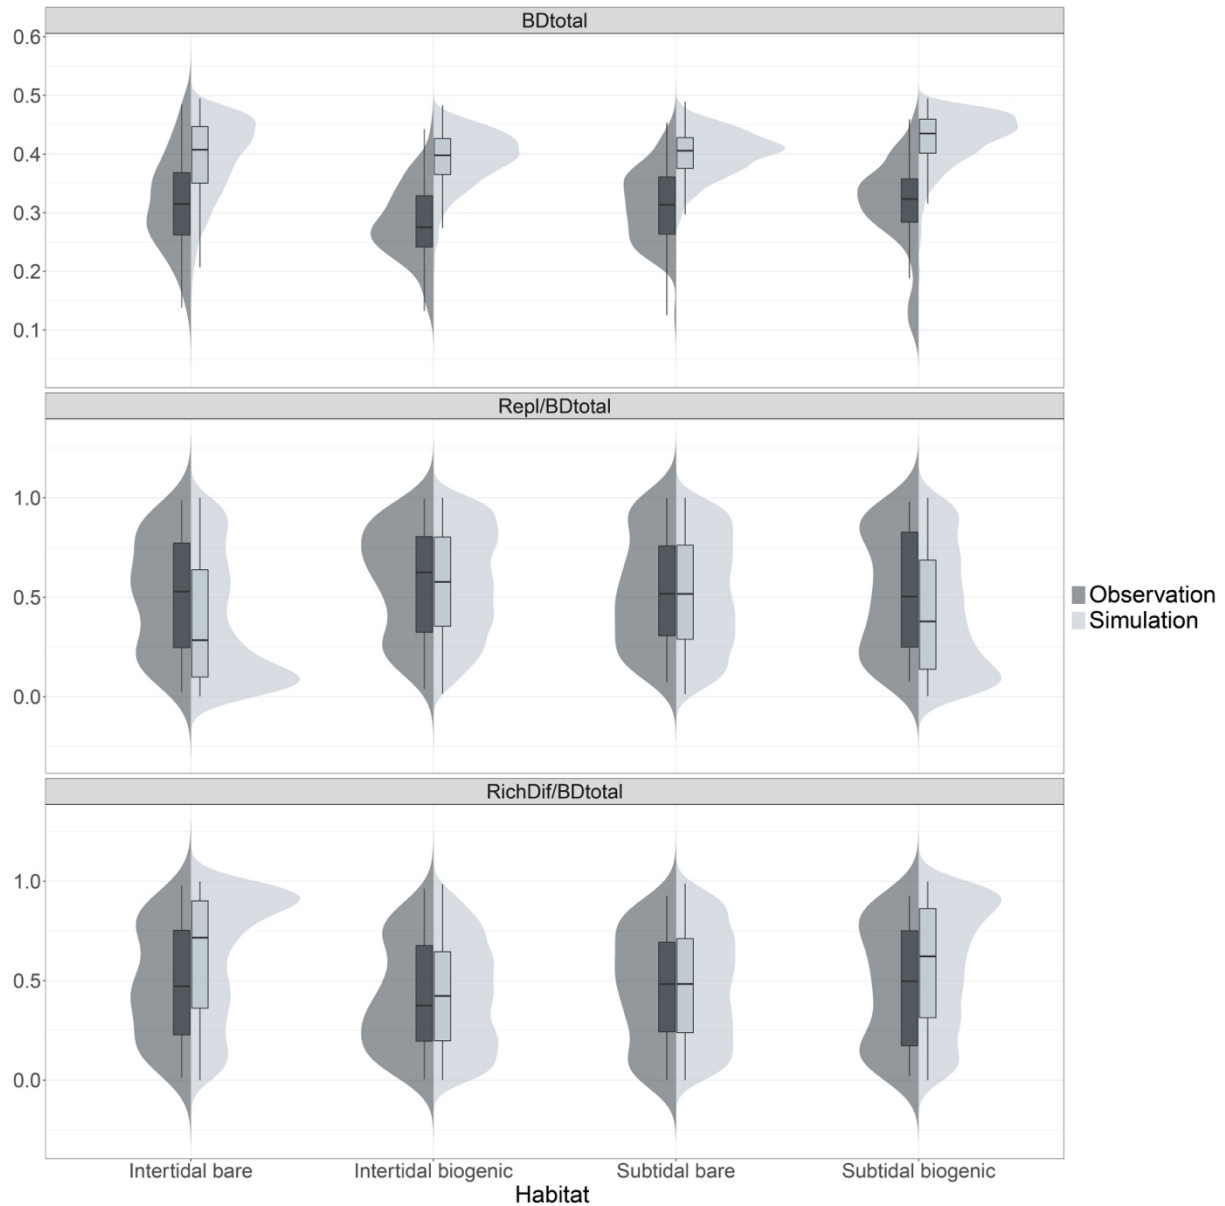 BDtotal
0.6
0.5
0.4
0.3
0.2
0.1
Repl/BDtotal
1.0
0.5
0.0
Observation
Simulation
RichDif/BDtotal
1.0
0.5
0.0
Intertidal bare Intertidal biogenic Subtidal bare Subtidal biogenic
Habitat